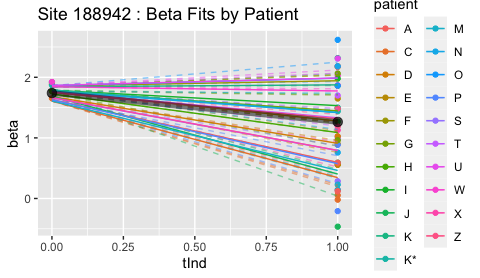 Site 188942 : Beta Fits by Patient
beta
2
1
0
0.00 0.25 0.50 0.75 1.00
tInd
patient
A M
C N
D O
E P
F S
G T
H U
I W
J X
K Z
K*